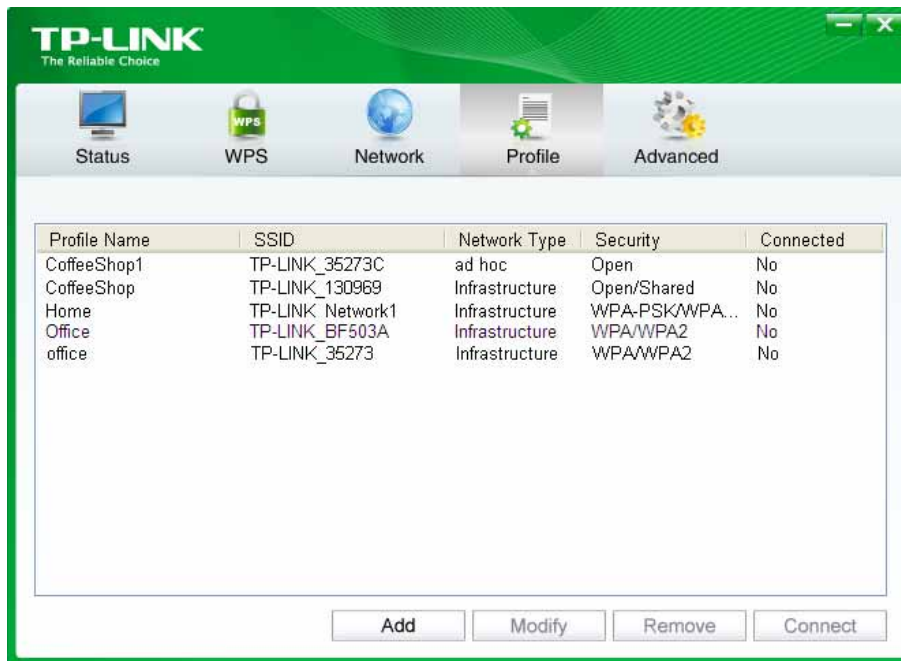 TP-LINK
The Reliable Choice
WPS
Status WPS Network Profile Advanced
Profile Name SSID Network Type Security Connected
CoffeeShop1 TP-LINK_35273C ad hoc Open No
CoffeeShop TP-LINK_130969 Infrastructure Open/Shared No
Home TP-LINK_Network1 Infrastructure WPA-PSK/WPA... No
Office TP-LINK_BF503A Infrastructure WPA/WPA2 No
office TP-LINK_35273 Infrastructure WPA/WPA2 No
Add Modify Remove Connect